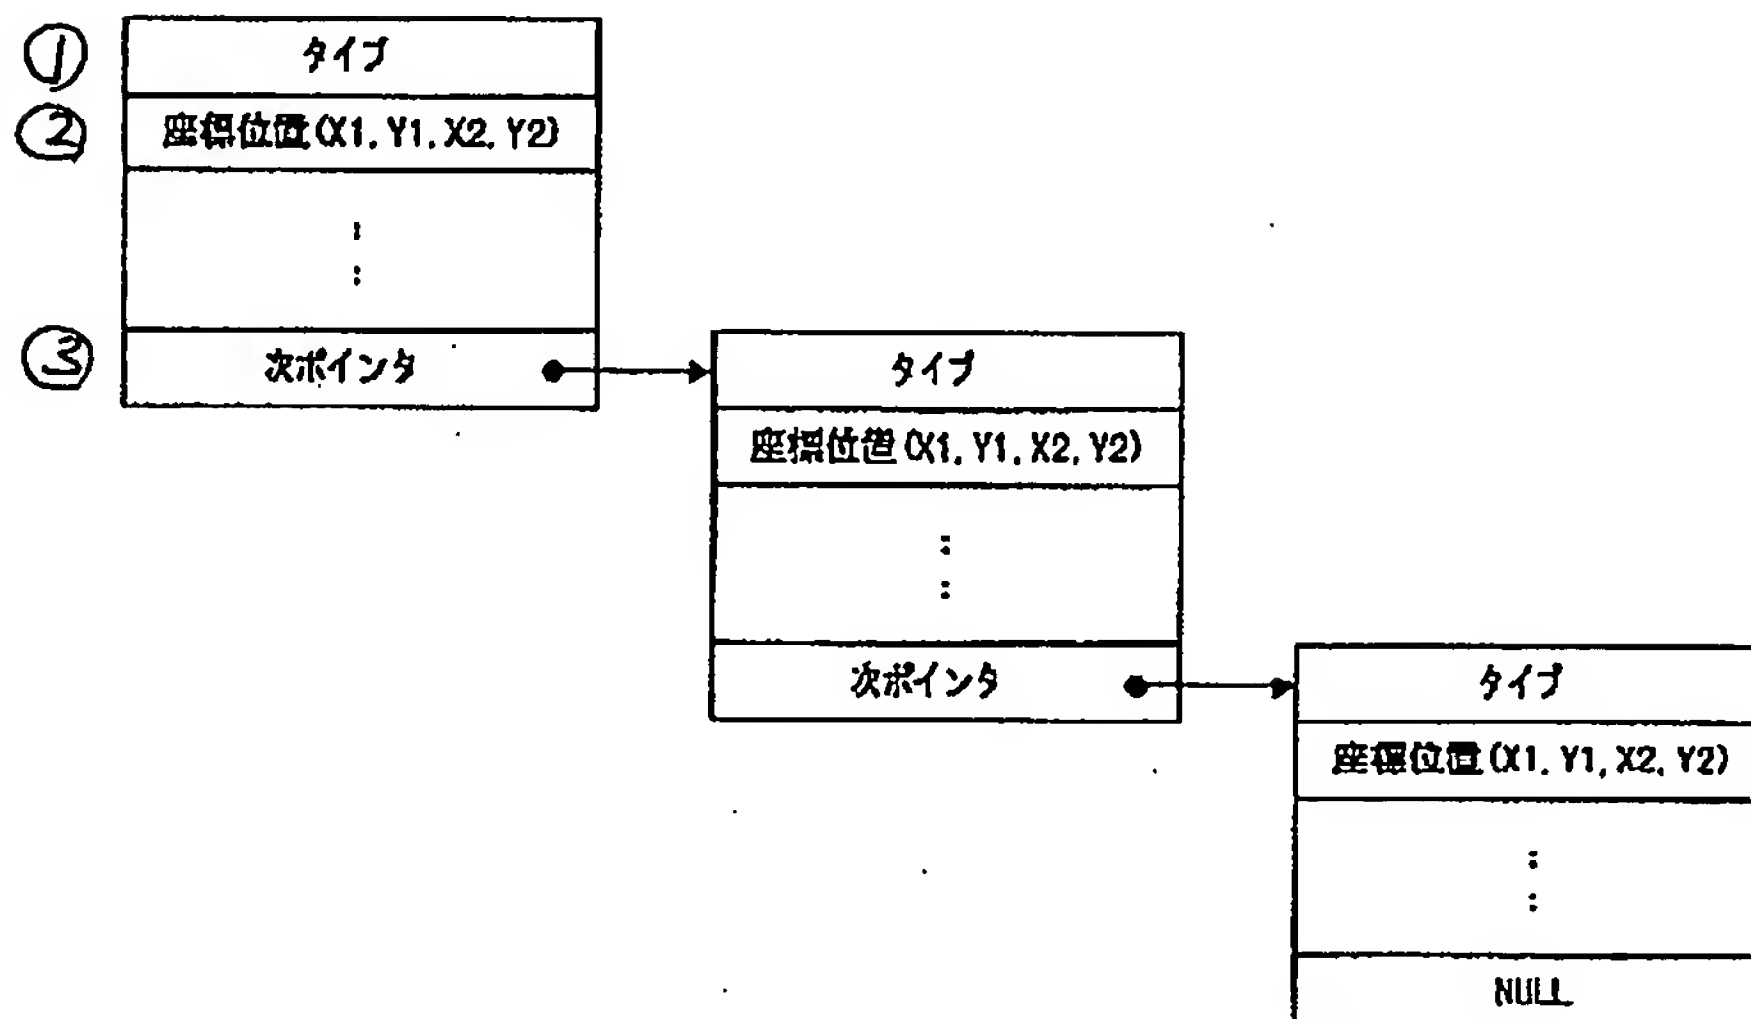 ① タイプ
② 座標位置(X1, Y1, X2, Y2)
:
:
③ 次ポインタ
タイプ
座標位置(X1, Y1, X2, Y2)
:
:
次ポインタ
タイプ
座標位置(X1, Y1, X2, Y2)
:
:
NULL